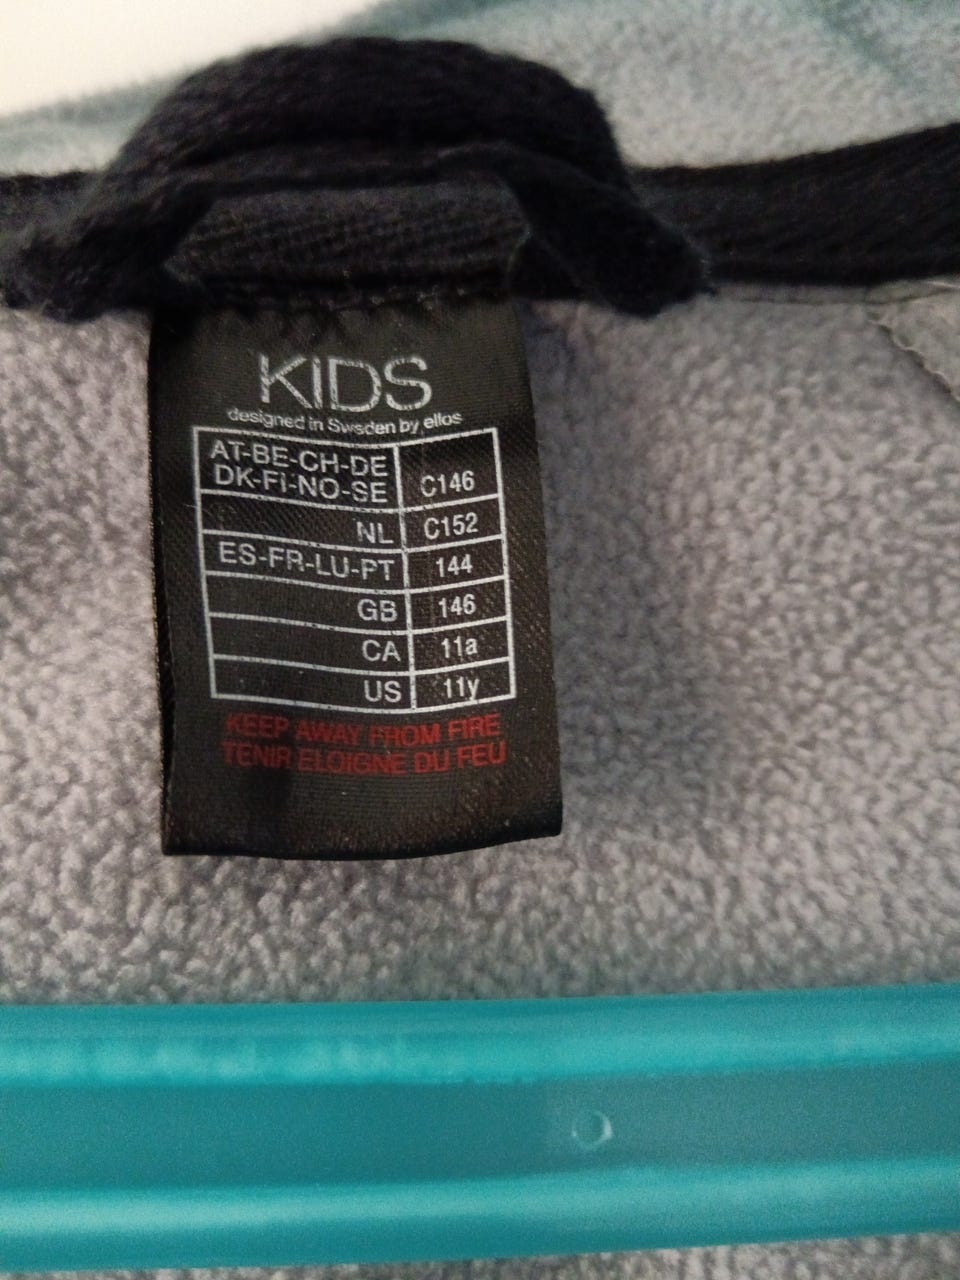 KiDS
designed in Sweden by ellos
AT-BE-CH-DE
DK-FI-NO-SE C146
NL C152
ES-FR-LU-PT 144
GB 146
CA 11a
US 11y
KEEP AWAY FROM FIRE
TENIR ELOIGNE DU FEU